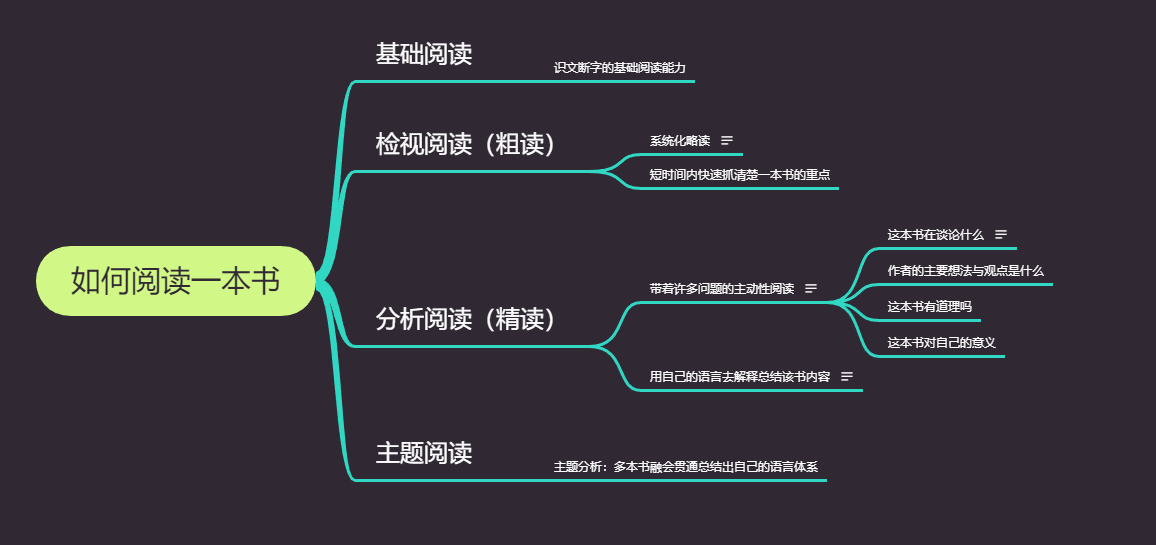 如何阅读一本书
基础阅读
识文断字的基础阅读能力
检视阅读（粗读）
系统化略读
短时间内快速抓清楚一本书的重点
分析阅读（精读）
带着许多问题的主动性阅读
这本书在谈论什么
作者的主要想法与观点是什么
这本书有道理吗
这本书对自己的意义
用自己的语言去解释总结该书内容
主题阅读
主题分析：多本书融会贯通总结出自己的语言体系